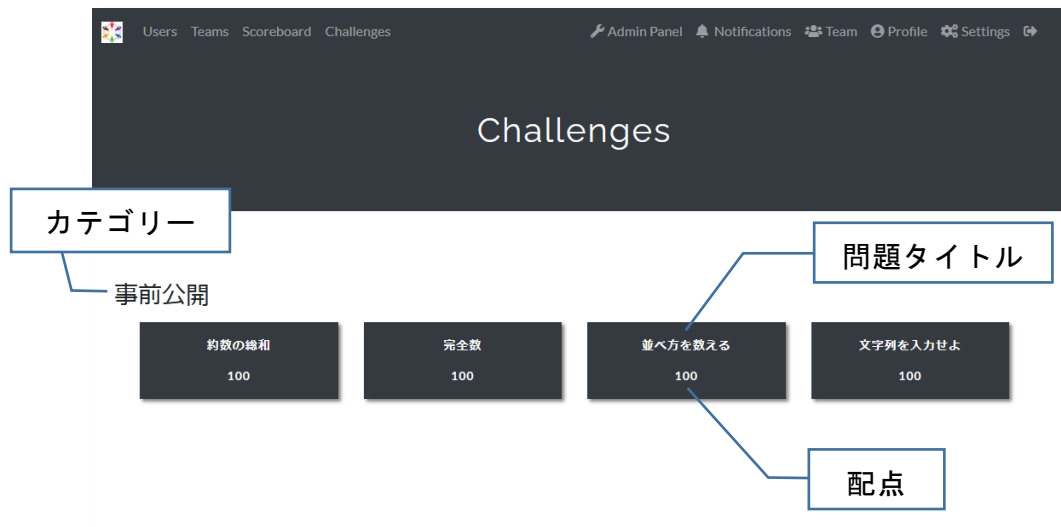 Users Teams Scoreboard Challenges Admin Panel Notifications Team Profile Settings
Challenges
カテゴリー
問題タイトル
事前公開
約数の総和 完全数 並べ方を数える 文字列を入力せよ
100 100 100 100
配点